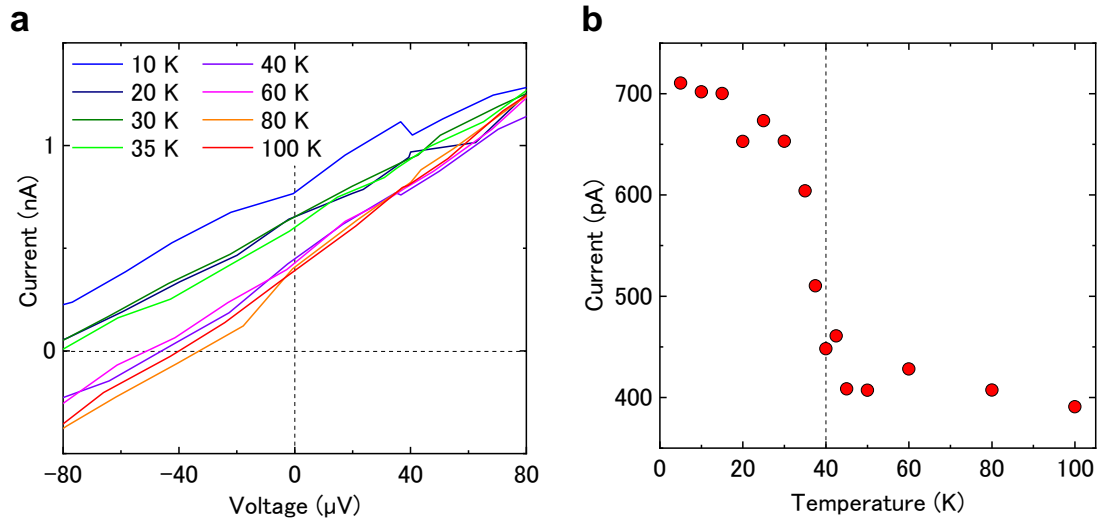 a
10 K
20 K
30 K
35 K
40 K
60 K
80 K
100 K
1
0
Current (nA)
−80
−40
0
40
80
Voltage (μV)
b
700
600
500
400
Current (pA)
0
20
40
60
80
100
Temperature (K)